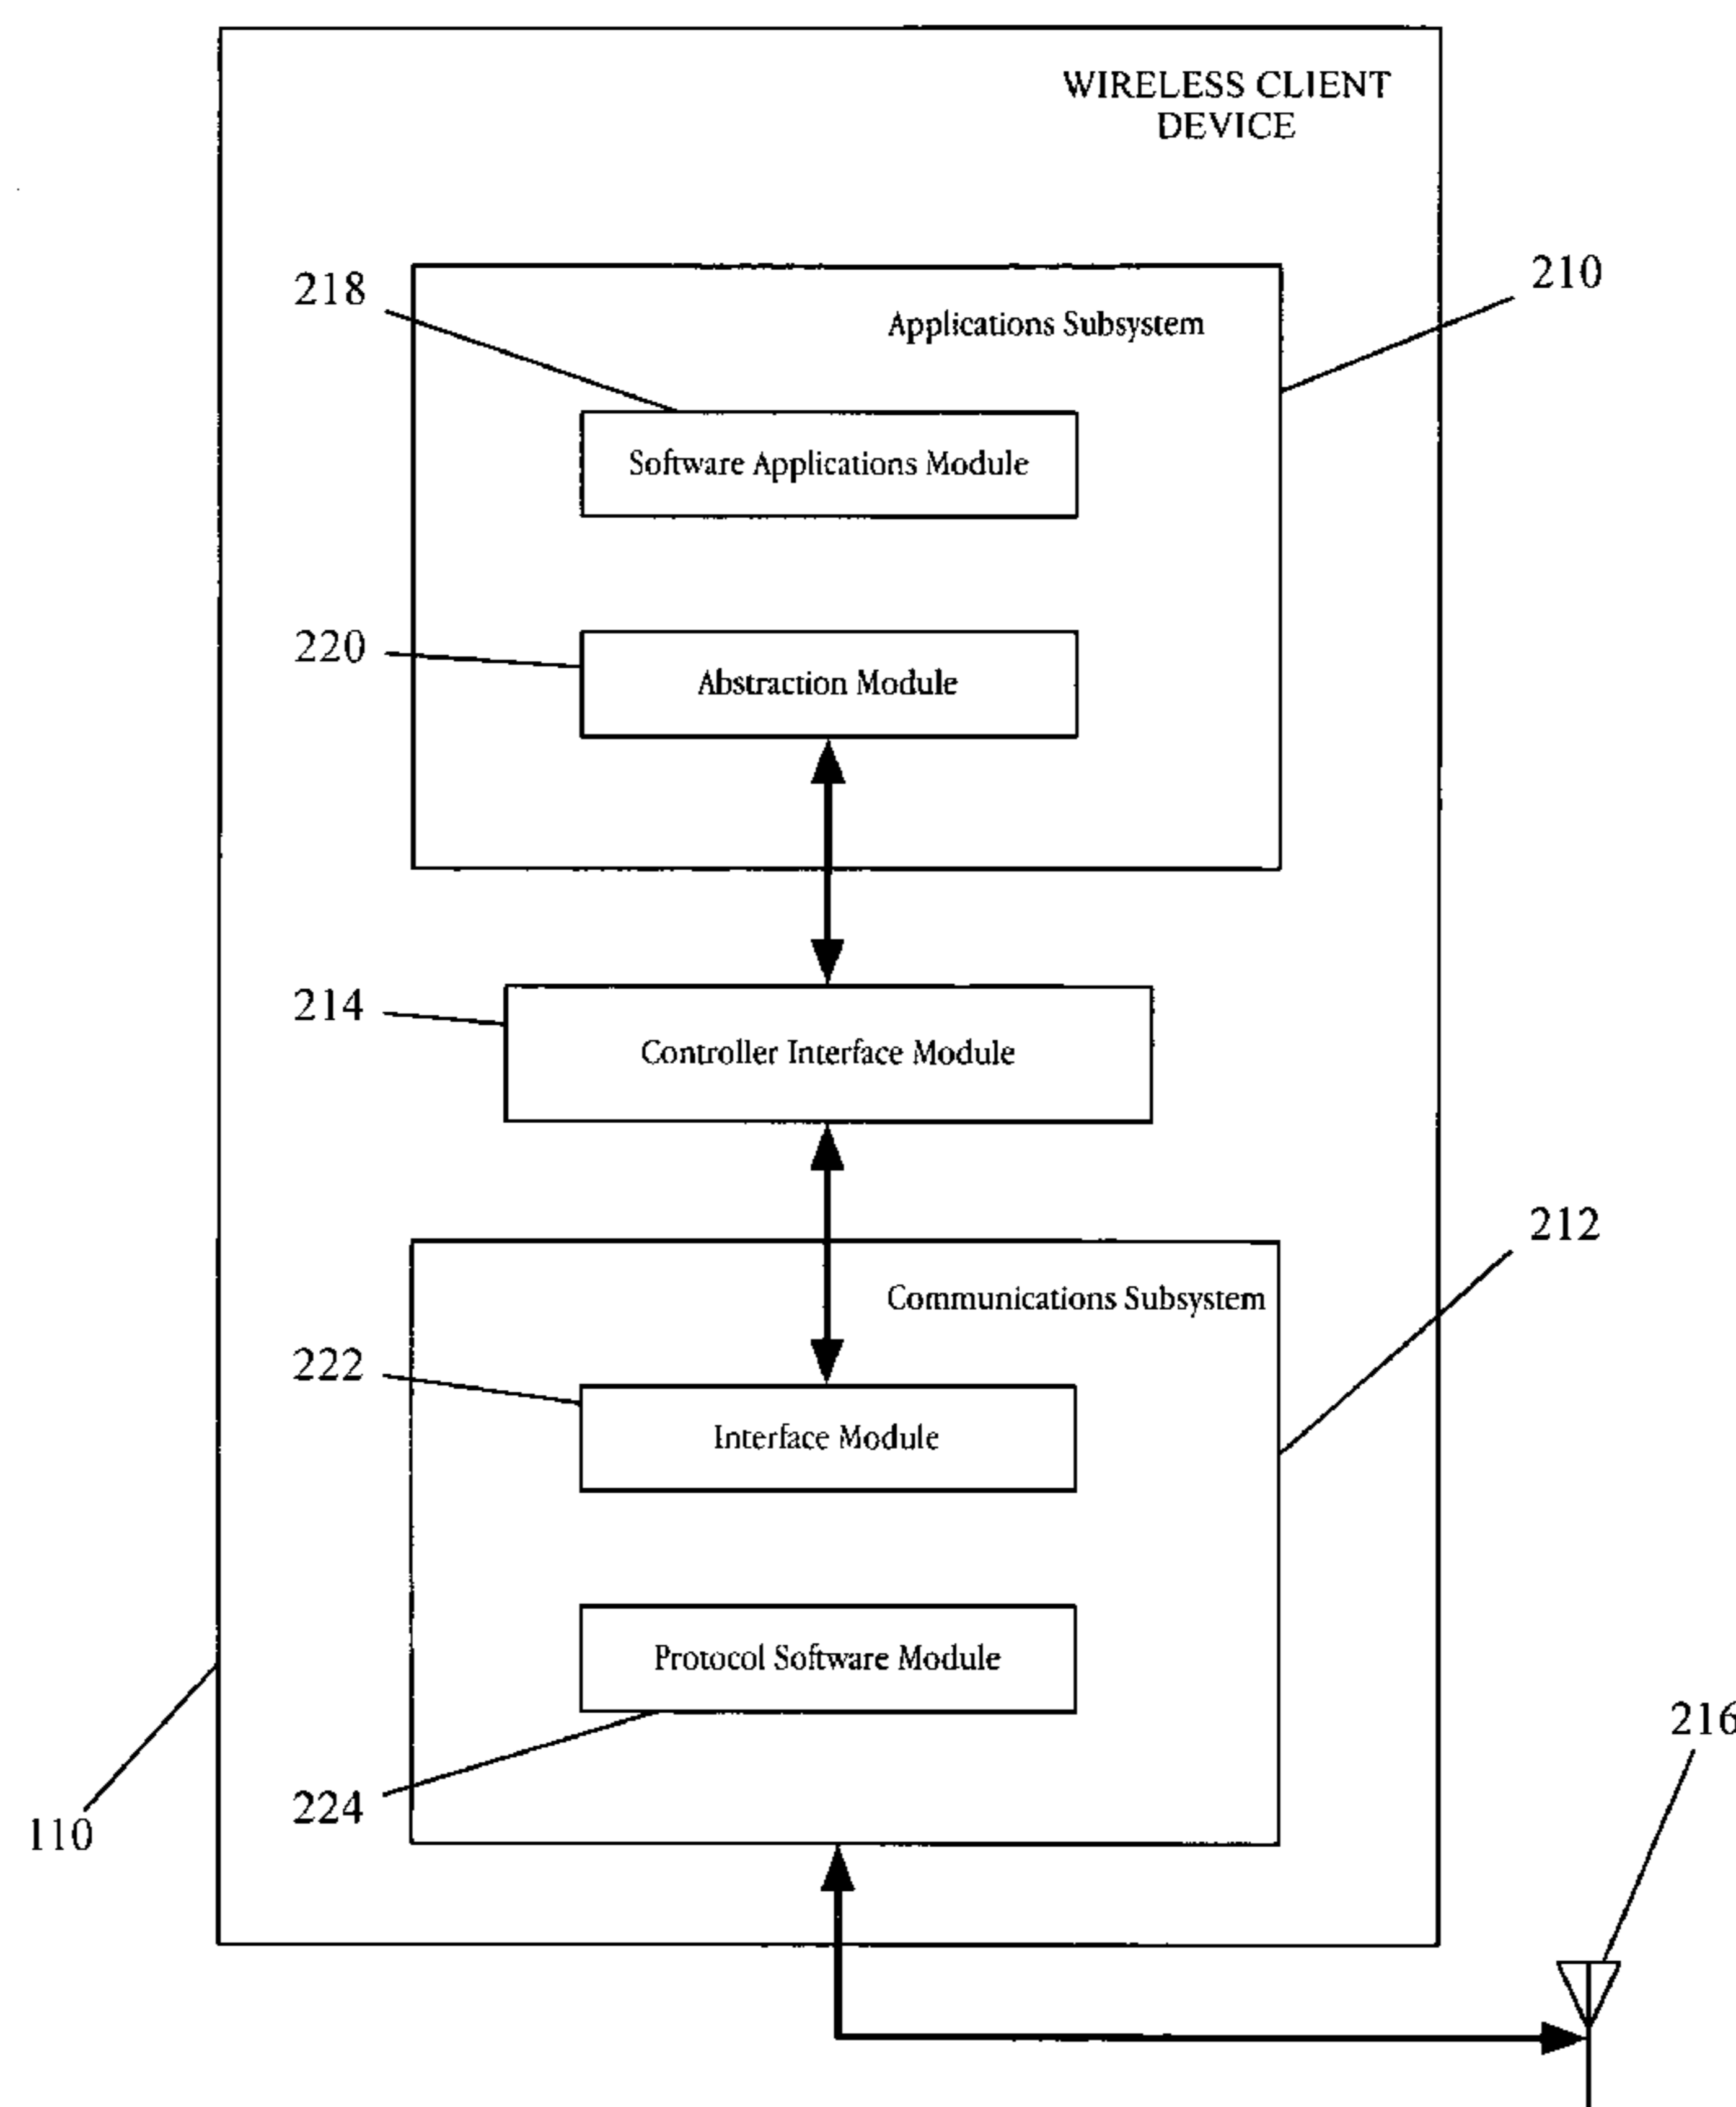 WIRELESS CLIENT
DEVICE
218
210
Applications Subsystem
Software Applications Module
220
Abstraction Module
214
Controller Interface Module
212
Communications Subsystem
222
Interface Module
Protocol Software Module
216
224
110